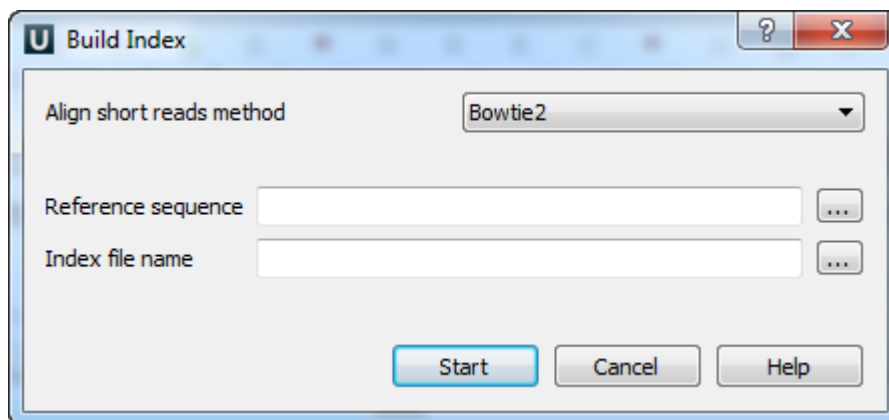 U Build Index ?
Align short reads method Bowtie2
Reference sequence ...
Index file name ...
Start Cancel Help